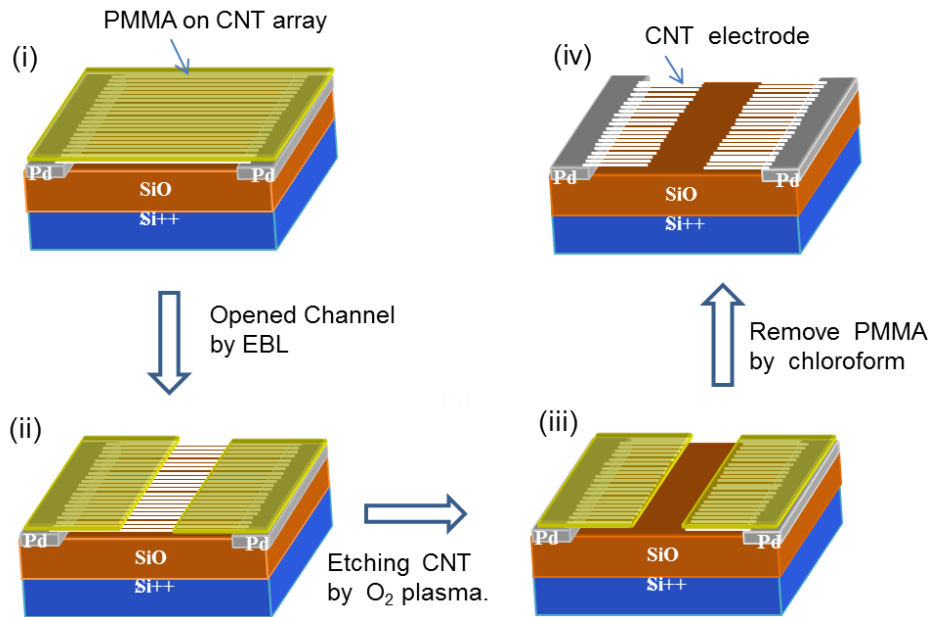 PMMA on CNT array
(i)
Pd
Pd
SiO
Si++
Opened Channel
by EBL
(ii)
Pd
Pd
SiO
Si++
Etching CNT
by O₂ plasma.
(iii)
Pd
Pd
SiO
Si++
Remove PMMA
by chloroform
(iv)
CNT electrode
Pd
Pd
SiO
Si++